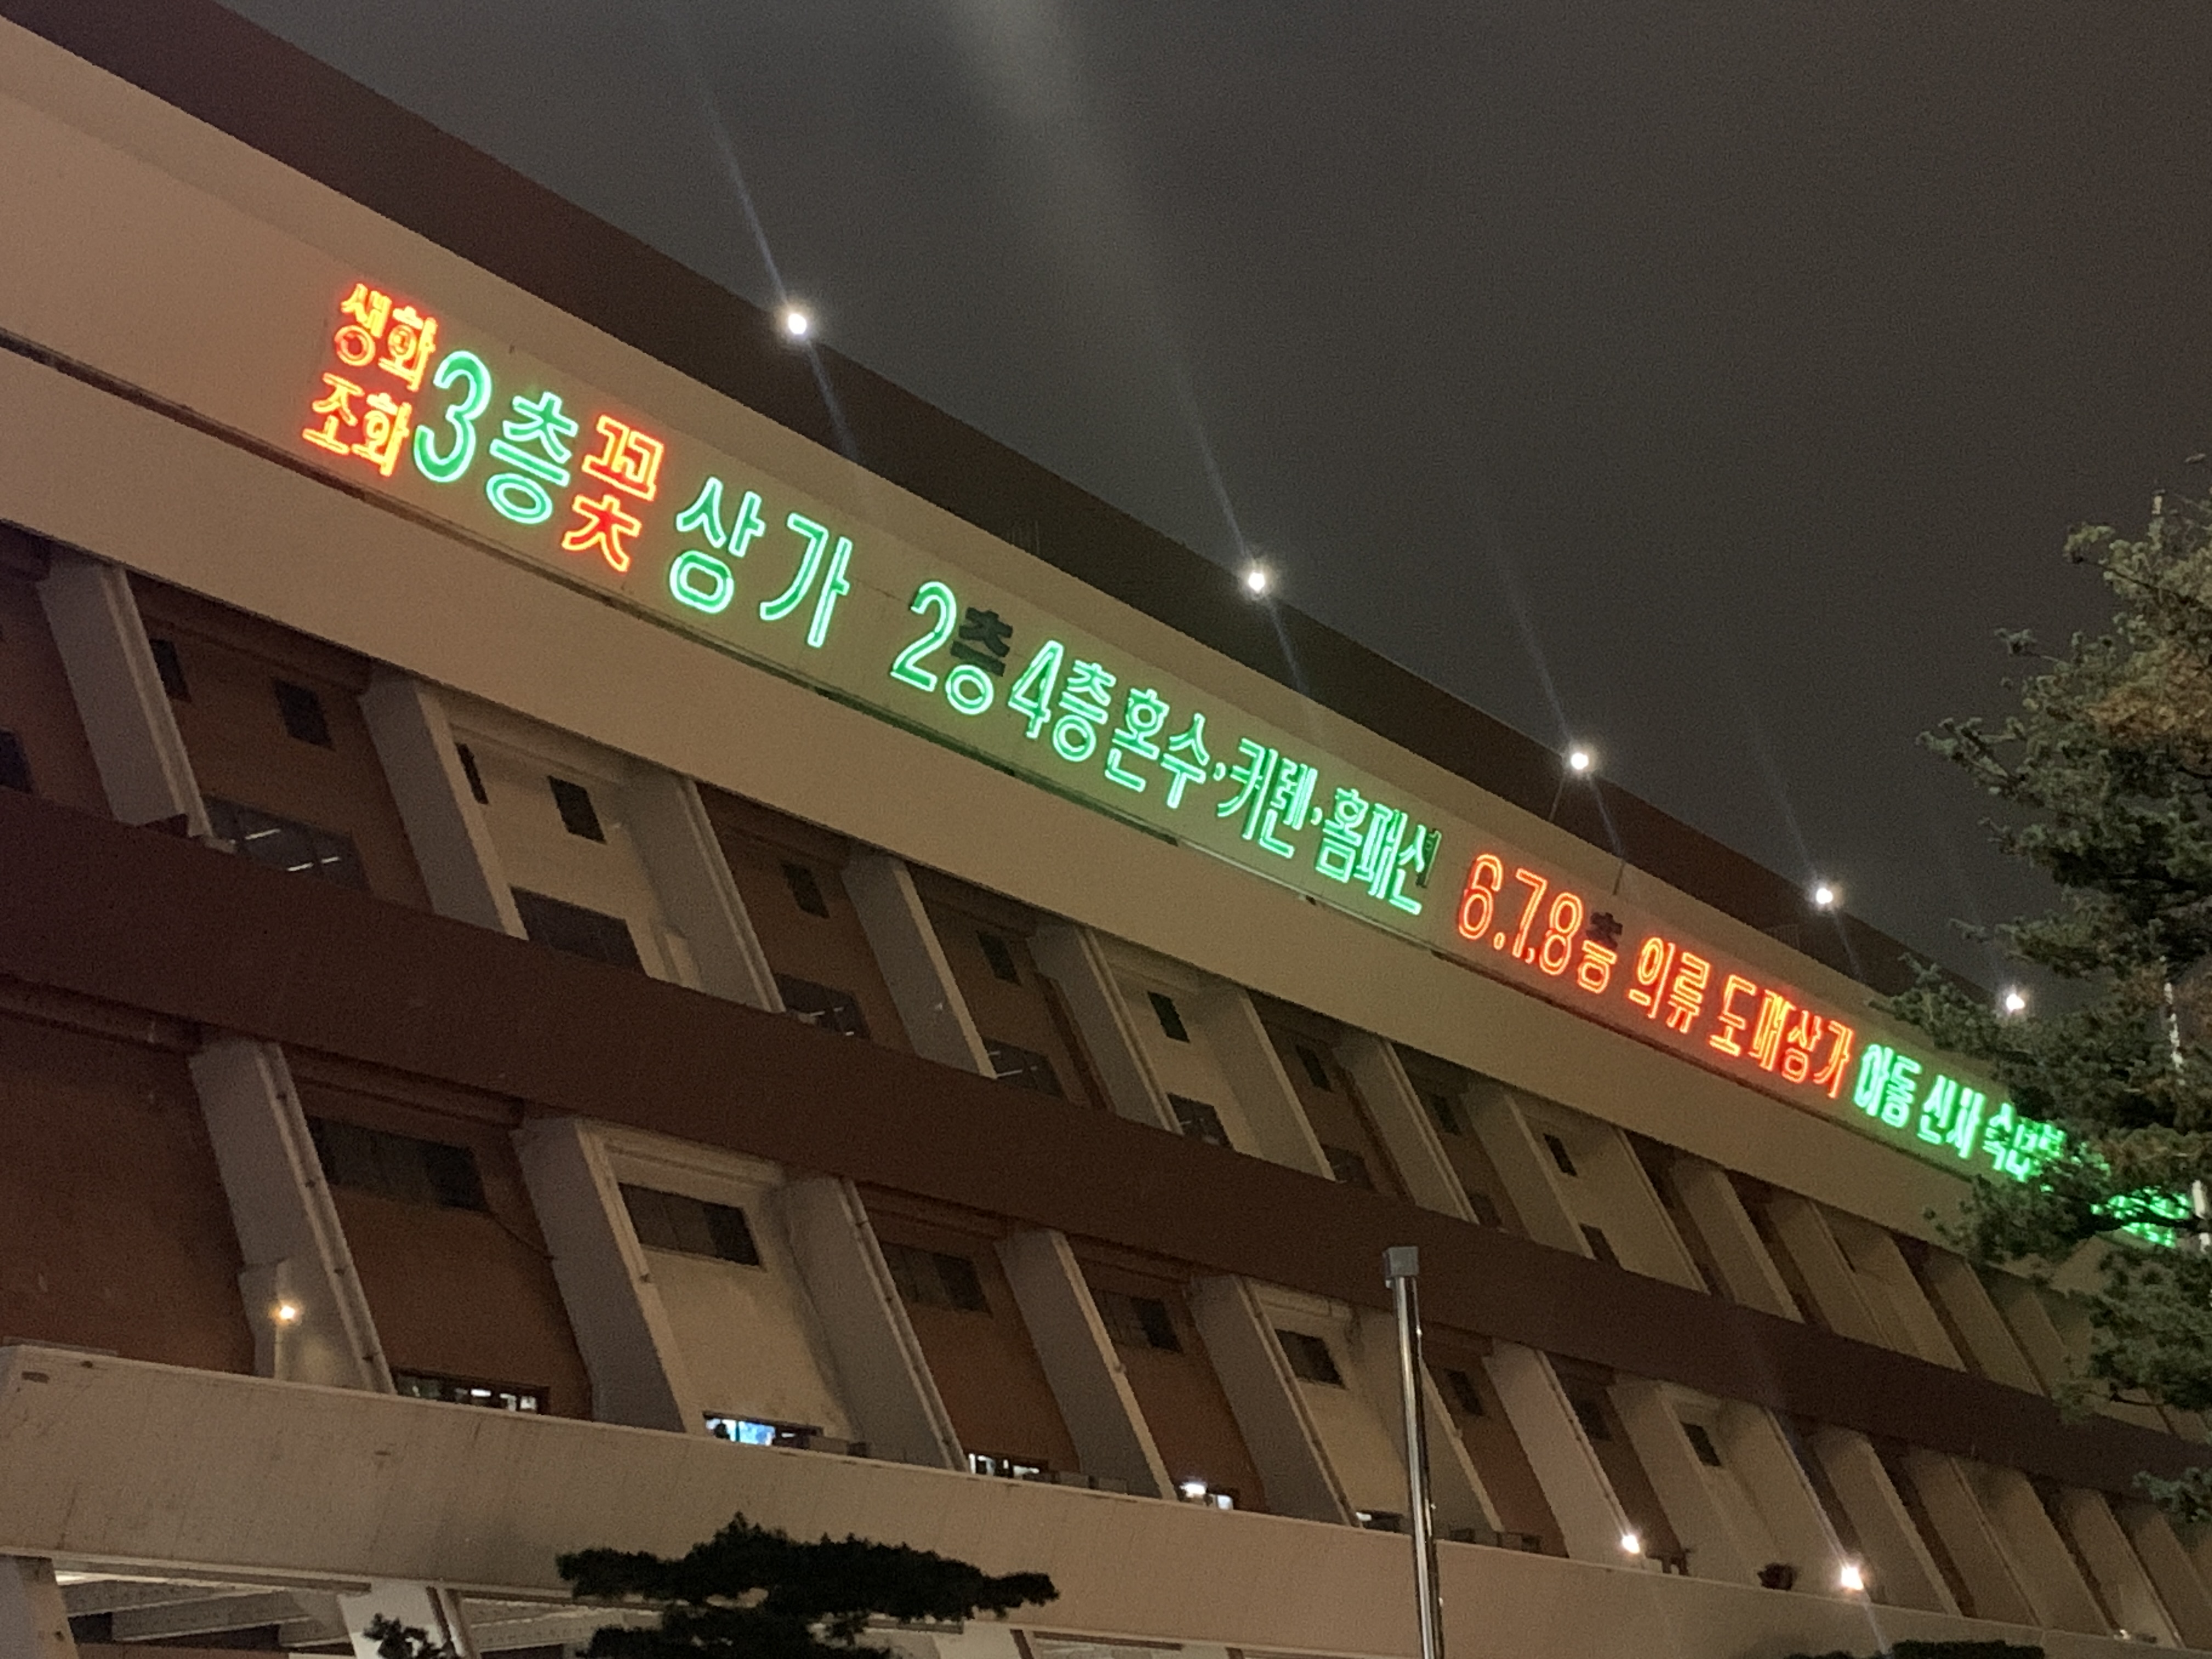 생화
조화
3층 꽃 상가 2층 4층 혼수·커텐·홈패션 6.7.8층 의류 도매상가 아동 신사 숙녀